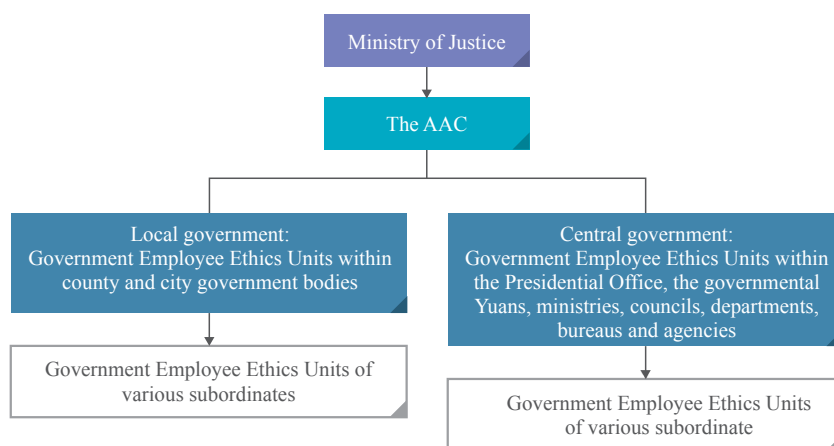 Ministry of Justice
The AAC
Local government:
Government Employee Ethics Units within
county and city government bodies
Central government:
Government Employee Ethics Units within
the Presidential Office, the governmental
Yuans, ministries, councils, departments,
bureaus and agencies
Government Employee Ethics Units of
various subordinates
Government Employee Ethics Units
of various subordinate